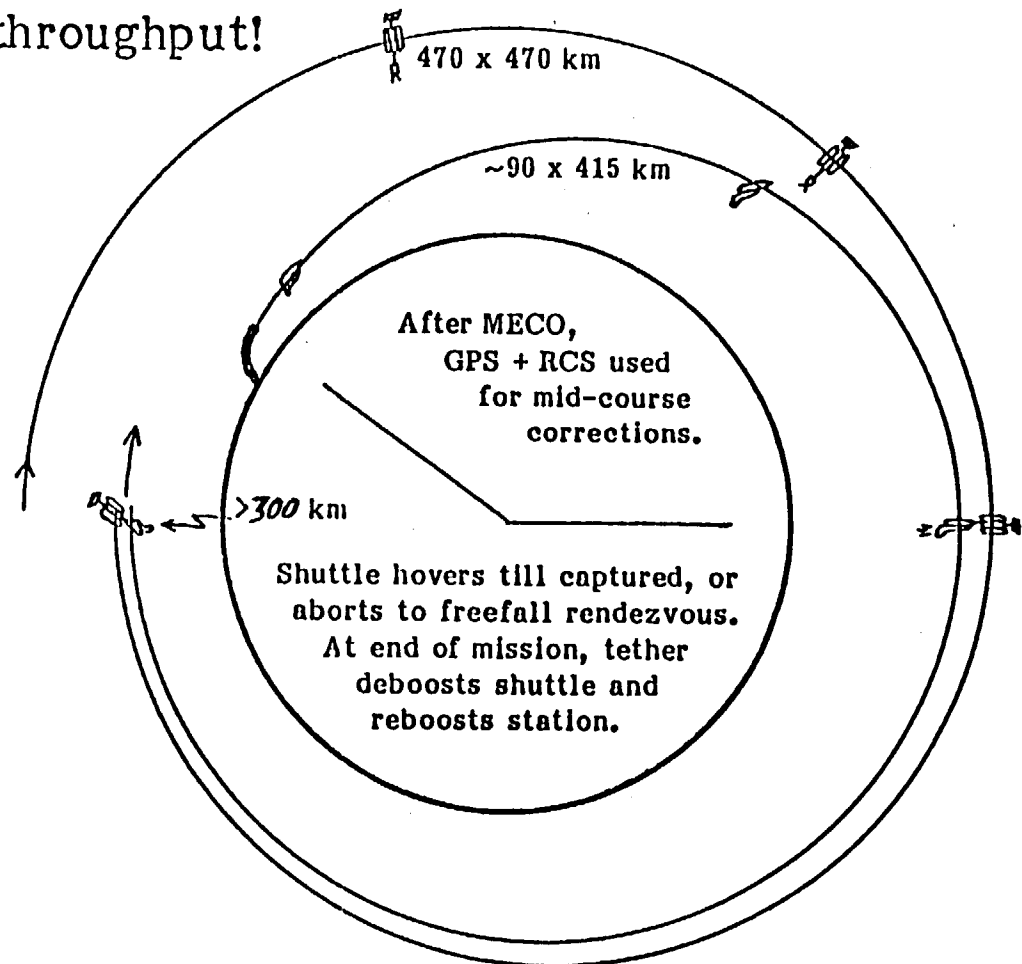 throughput!
470 x 470 km
~90 x 415 km
After MECO,
GPS + RCS used
for mid-course
corrections.
>300 km
Shuttle hovers till captured, or
aborts to freefall rendezvous.
At end of mission, tether
deboosts shuttle and
reboosts station.